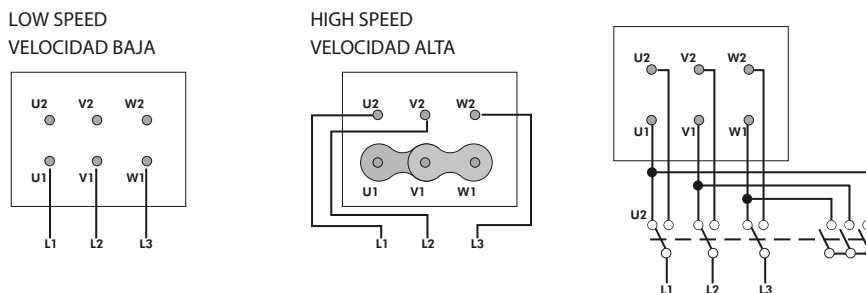 LOW SPEED
VELOCIDAD BAJA
U2 V2 W2
U1 V1 W1
L1 L2 L3
HIGH SPEED
VELOCIDAD ALTA
U2 V2 W2
U1 V1 W1
L1 L2 L3
U2 V2 W2
U1 V1 W1
U2
L1 L2 L3